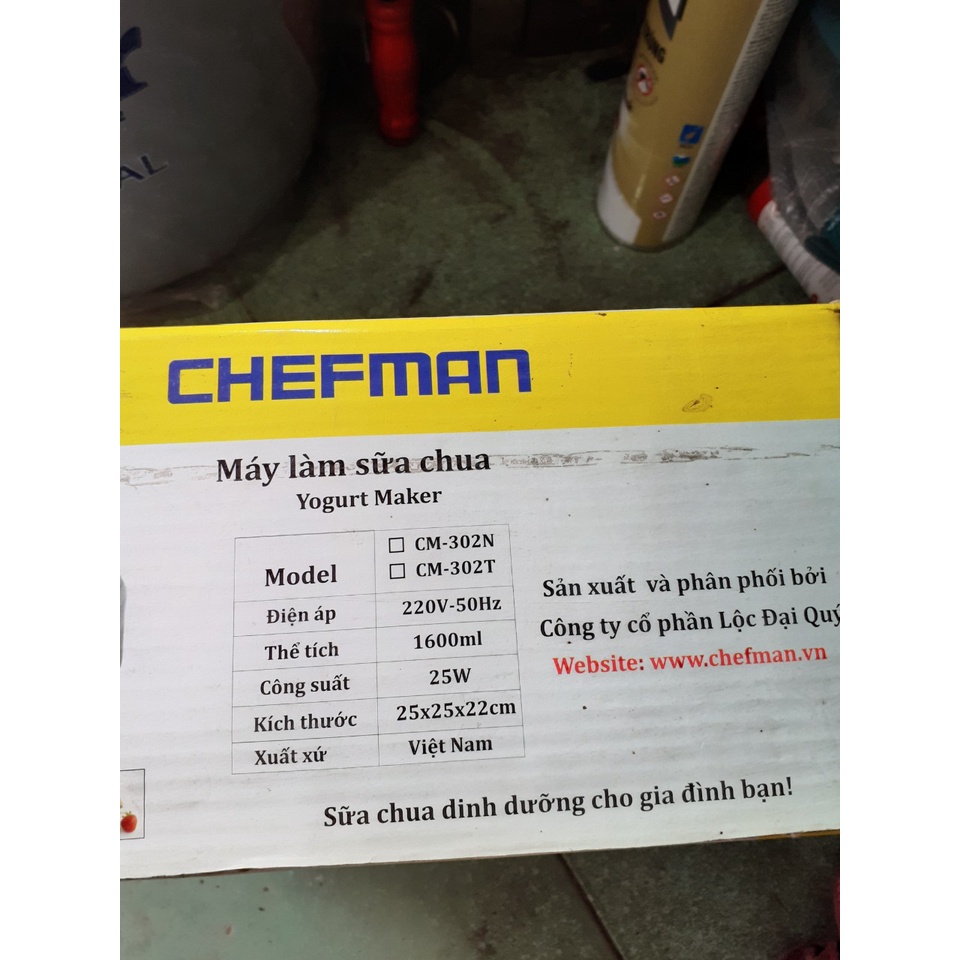 AL
CHEFMAN
Máy làm sữa chua
Yogurt Maker
Model
☐ CM-302N
☐ CM-302T
Điện áp 220V-50Hz
Thể tích 1600ml
Công suất 25W
Kích thước 25x25x22cm
Xuất xứ Việt Nam
Sản xuất và phân phối bởi
Công ty cổ phần Lộc Đại Quý
Website: www.chefman.vn
Sữa chua dinh dưỡng cho gia đình bạn!